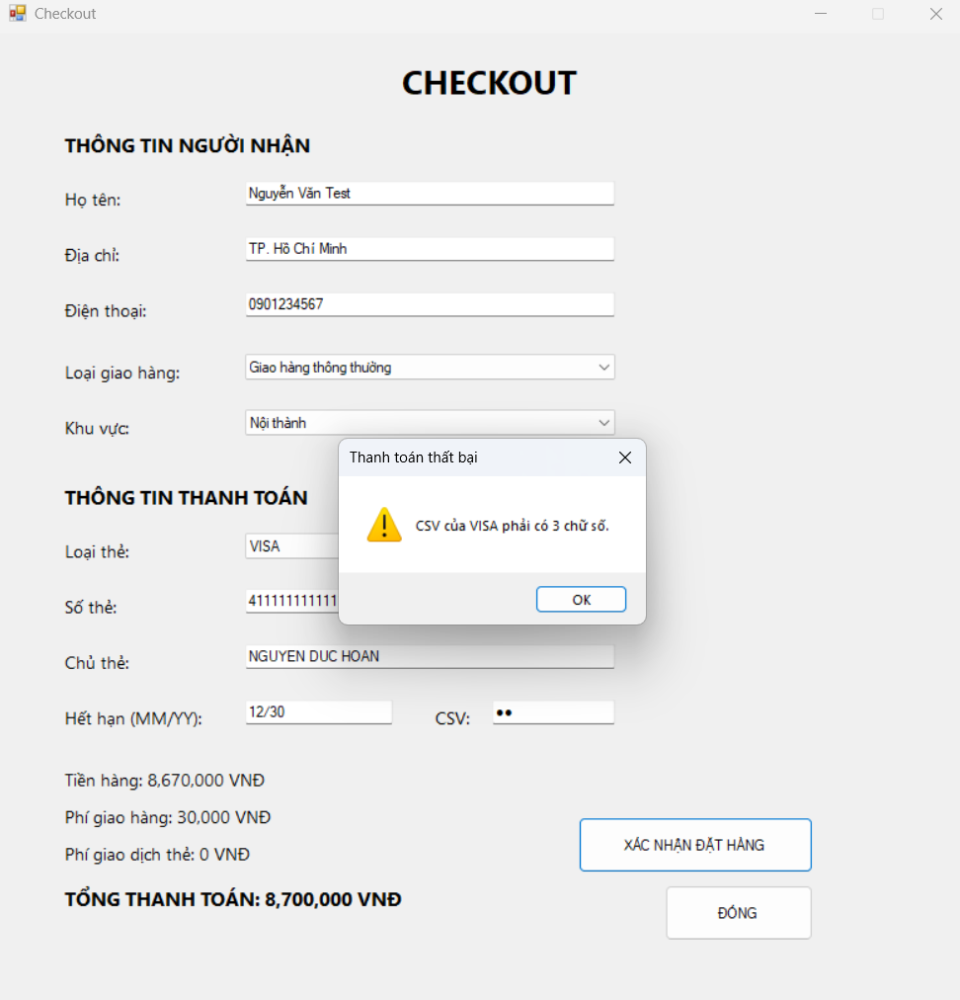 Checkout
CHECKOUT
THÔNG TIN NGƯỜI NHẬN
Họ tên: Nguyễn Văn Test
Địa chỉ: TP. Hồ Chí Minh
Điện thoại: 0901234567
Loại giao hàng: Giao hàng thông thường
Khu vực: Nội thành
Thanh toán thất bại
CSV của VISA phải có 3 chữ số.
OK
THÔNG TIN THANH TOÁN
Loại thẻ: VISA
Số thẻ: 411111111111
Chủ thẻ: NGUYEN DUC HOAN
Hết hạn (MM/YY): 12/30 CSV: ●●
Tiền hàng: 8,670,000 VNĐ
Phí giao hàng: 30,000 VNĐ
Phí giao dịch thẻ: 0 VNĐ
TỔNG THANH TOÁN: 8,700,000 VNĐ
XÁC NHẬN ĐẶT HÀNG
ĐÓNG